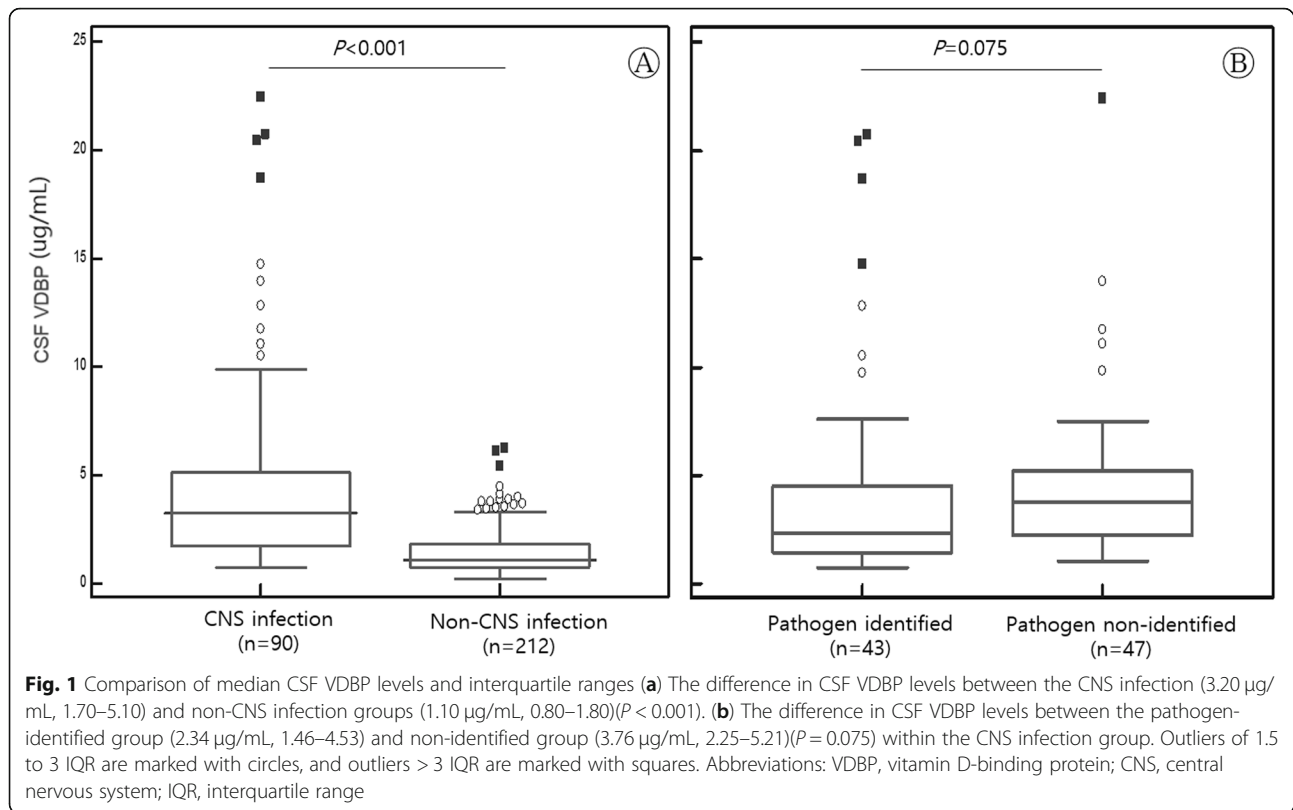 P<0.001
Ⓐ
P=0.075
Ⓑ
CSF VDBP (ug/mL)
25
20
15
10
5
0
CNS infection
(n=90)
Non-CNS infection
(n=212)
Pathogen identified
(n=43)
Pathogen non-identified
(n=47)
Fig. 1 Comparison of median CSF VDBP levels and interquartile ranges (a) The difference in CSF VDBP levels between the CNS infection (3.20 μg/
mL, 1.70–5.10) and non-CNS infection groups (1.10 μg/mL, 0.80–1.80)(P < 0.001). (b) The difference in CSF VDBP levels between the pathogen-
identified group (2.34 μg/mL, 1.46–4.53) and non-identified group (3.76 μg/mL, 2.25–5.21)(P = 0.075) within the CNS infection group. Outliers of 1.5
to 3 IQR are marked with circles, and outliers > 3 IQR are marked with squares. Abbreviations: VDBP, vitamin D-binding protein; CNS, central
nervous system; IQR, interquartile range